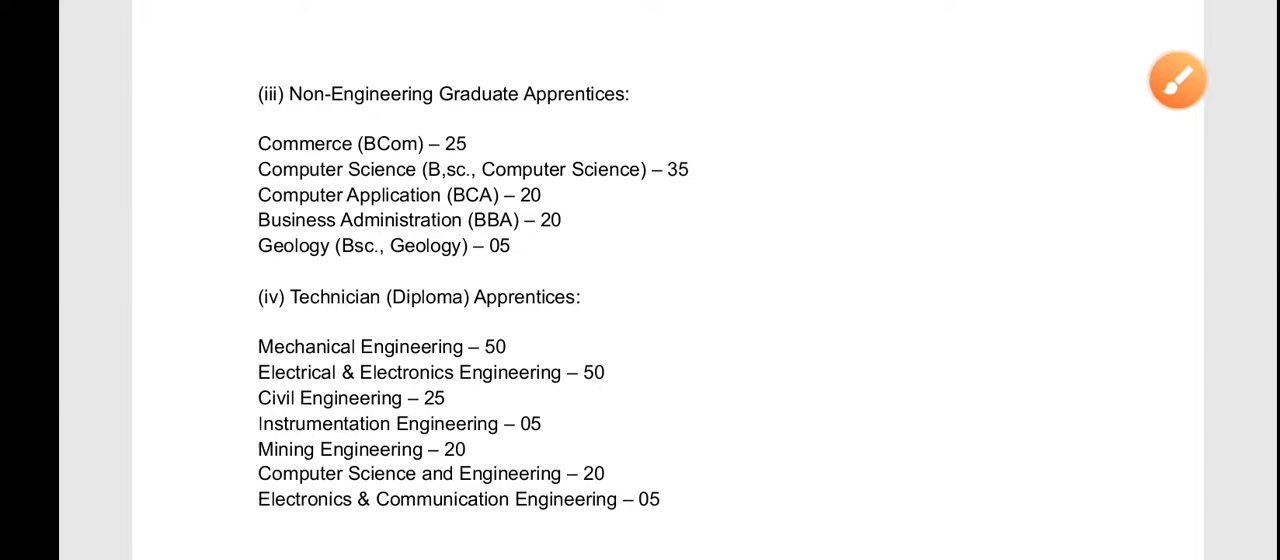 (iii) Non-Engineering Graduate Apprentices:
Commerce (BCom) – 25
Computer Science (B,sc., Computer Science) – 35
Computer Application (BCA) – 20
Business Administration (BBA) – 20
Geology (Bsc., Geology) – 05
(iv) Technician (Diploma) Apprentices:
Mechanical Engineering – 50
Electrical & Electronics Engineering – 50
Civil Engineering – 25
Instrumentation Engineering – 05
Mining Engineering – 20
Computer Science and Engineering – 20
Electronics & Communication Engineering – 05